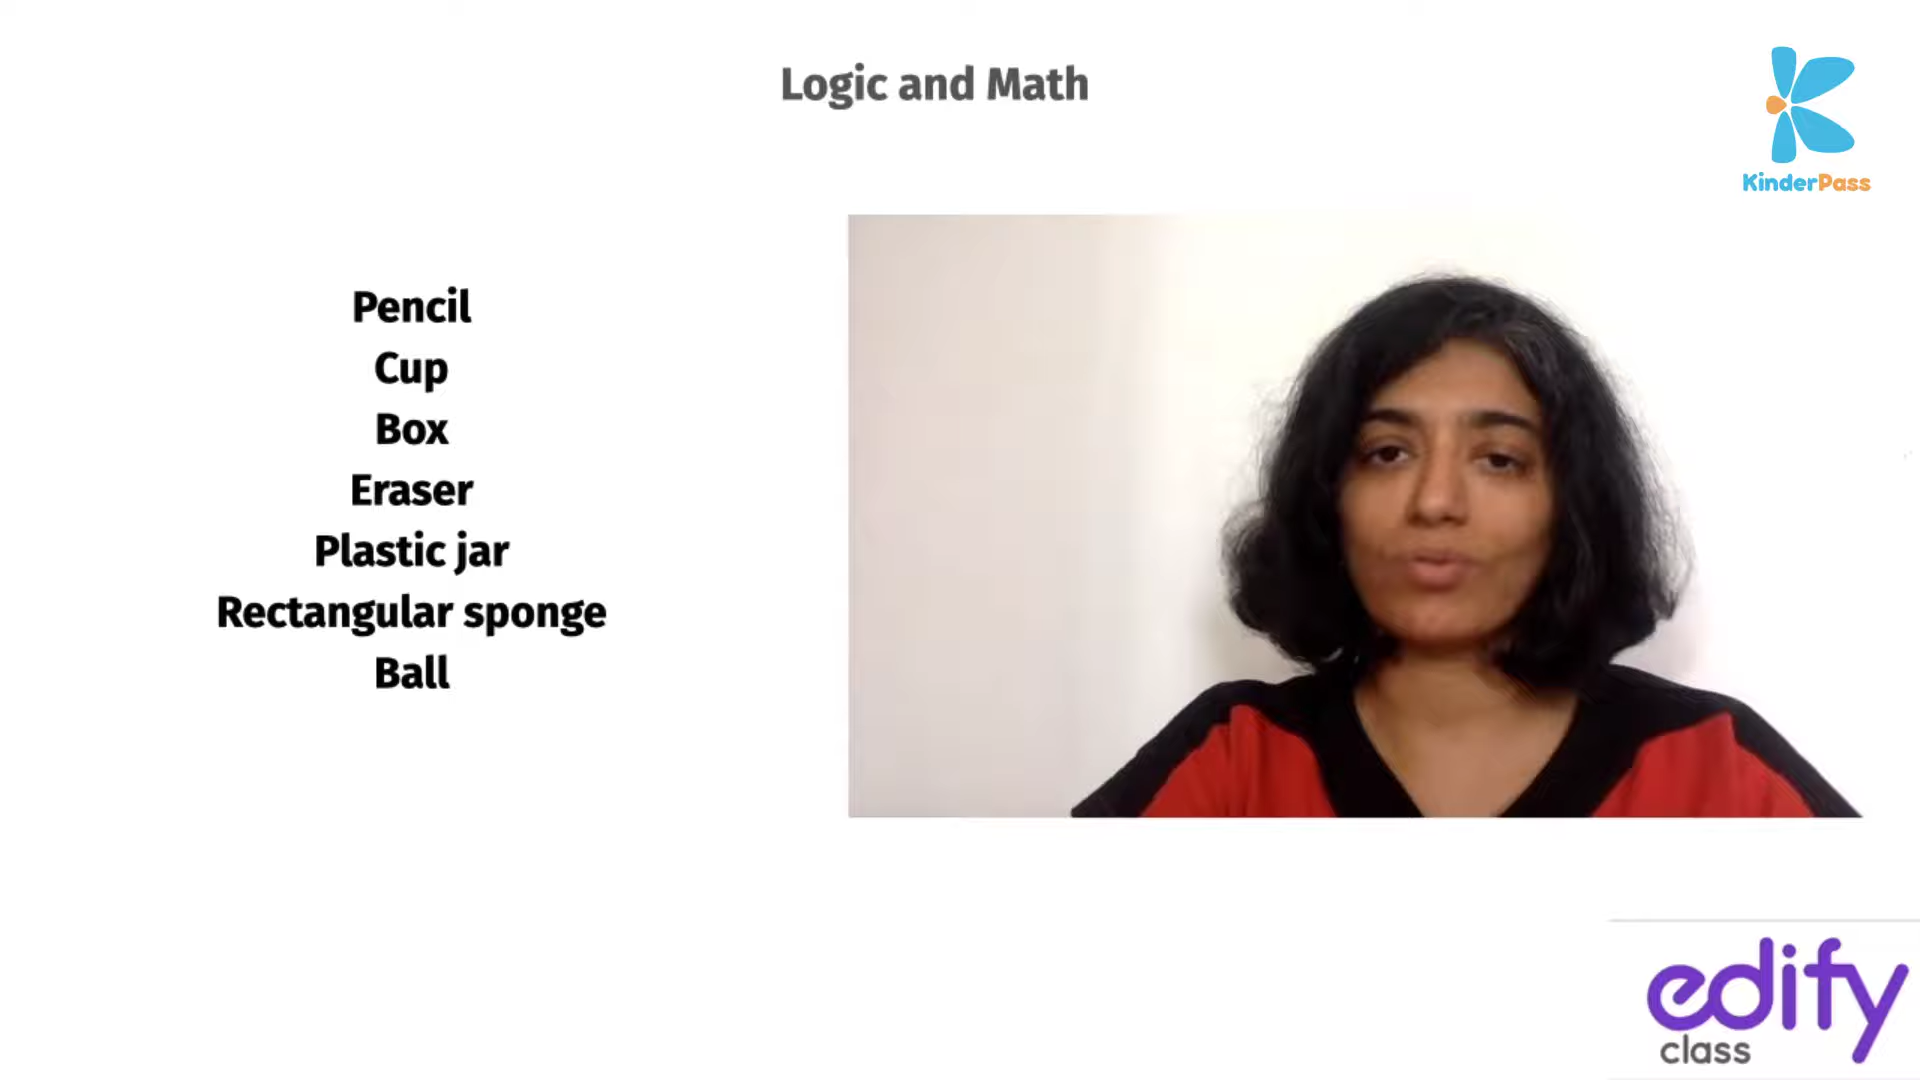 Logic and Math
KinderPass
Pencil
Cup
Box
Eraser
Plastic jar
Rectangular sponge
Ball
edify
class